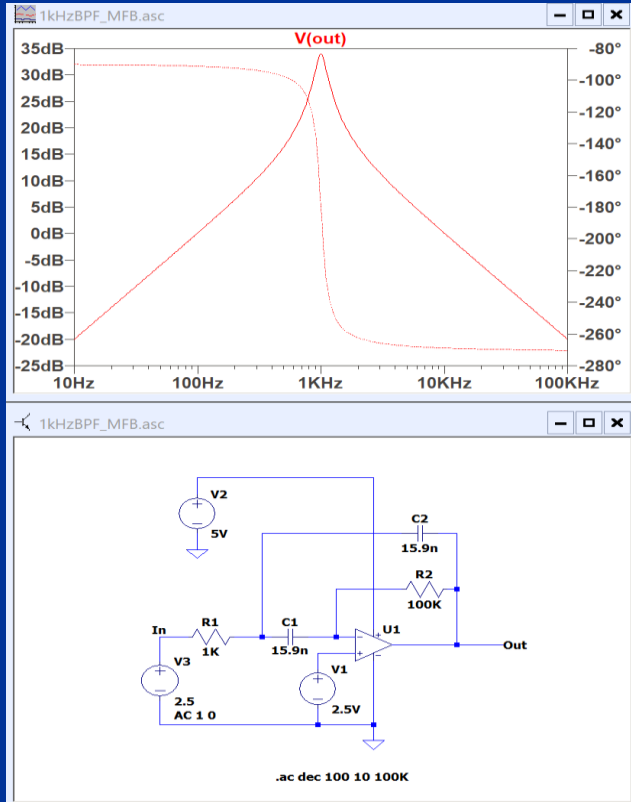 1kHzBPF_MFB.asc
V(out)
35dB
30dB
25dB
20dB
15dB
10dB
5dB
0dB
-5dB
-10dB
-15dB
-20dB
-25dB
-80°
-100°
-120°
-140°
-160°
-180°
-200°
-220°
-240°
-260°
-280°
10Hz 100Hz 1KHz 10KHz 100KHz
1kHzBPF_MFB.asc
V2
5V
C2
15.9n
R2
100K
In
R1
1K
C1
15.9n
U1
Out
V3
2.5
AC 1 0
V1
2.5V
.ac dec 100 10 100K